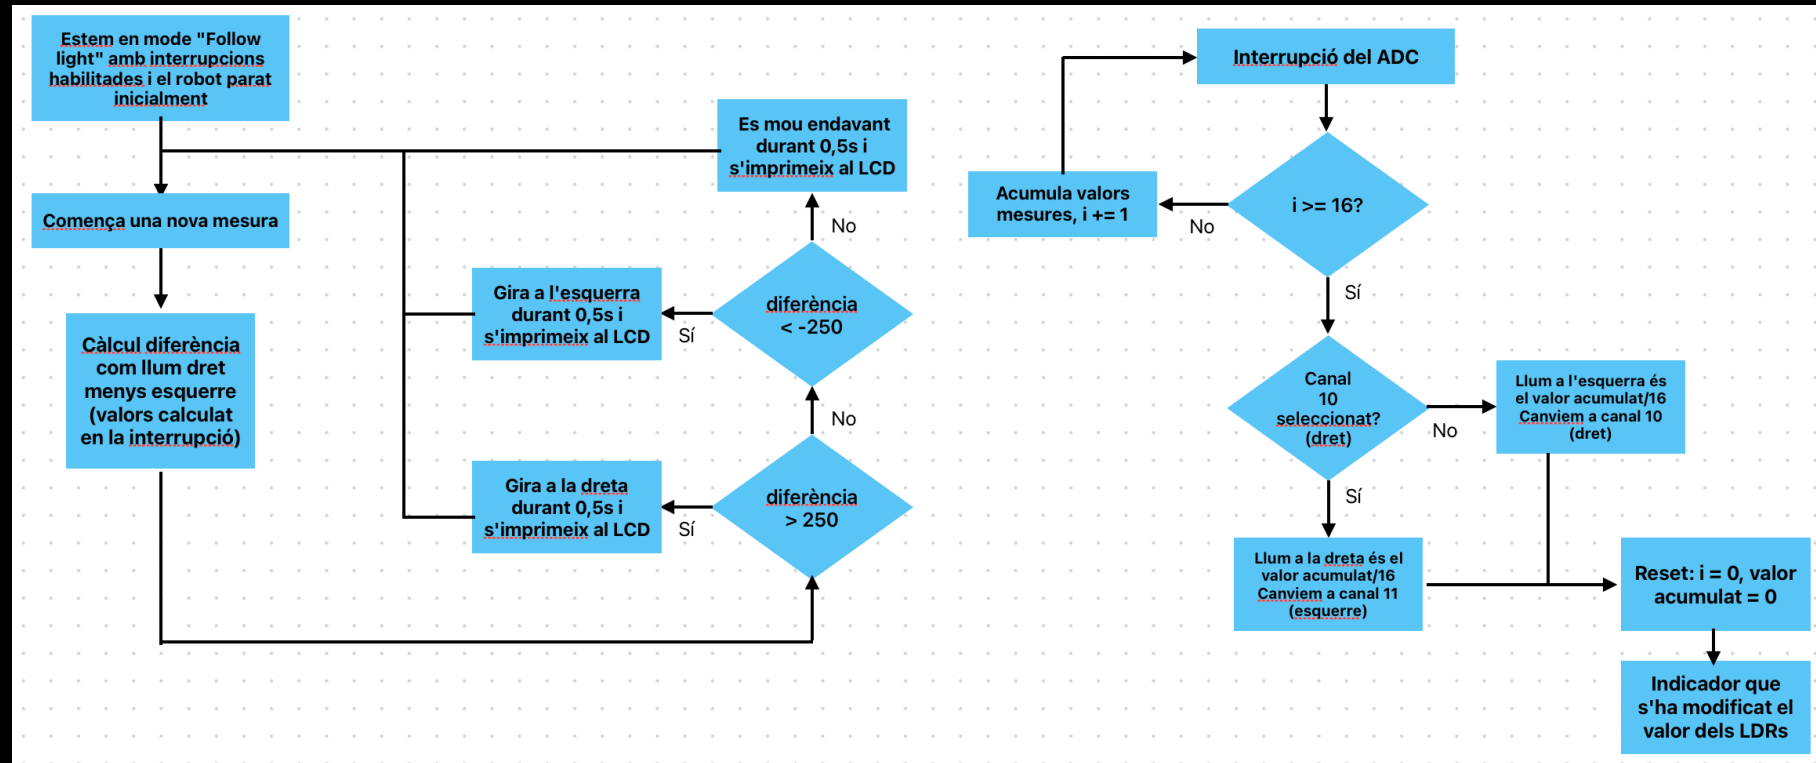 Estem en mode "Follow
light" amb interrupcions
habilitades i el robot parat
inicialment
Comença una nova mesura
Càlcul diferència
com llum dret
menys esquerre
(valors calculat
en la interrupció)
Es mou endavant
durant 0,5s i
s'imprimeix al LCD
No
Gira a l'esquerra
durant 0,5s i
s'imprimeix al LCD
Sí
diferència
< -250
No
Gira a la dreta
durant 0,5s i
s'imprimeix al LCD
Sí
diferència
> 250
Interrupció del ADC
Acumula valors
mesures, i += 1
No
i >= 16?
Sí
Canal
10
seleccionat?
(dret)
No
Llum a l'esquerra és
el valor acumulat/16
Canviem a canal 10
(dret)
Sí
Llum a la dreta és el
valor acumulat/16
Canviem a canal 11
(esquerre)
Reset: i = 0, valor
acumulat = 0
Indicador que
s'ha modificat el
valor dels LDRs